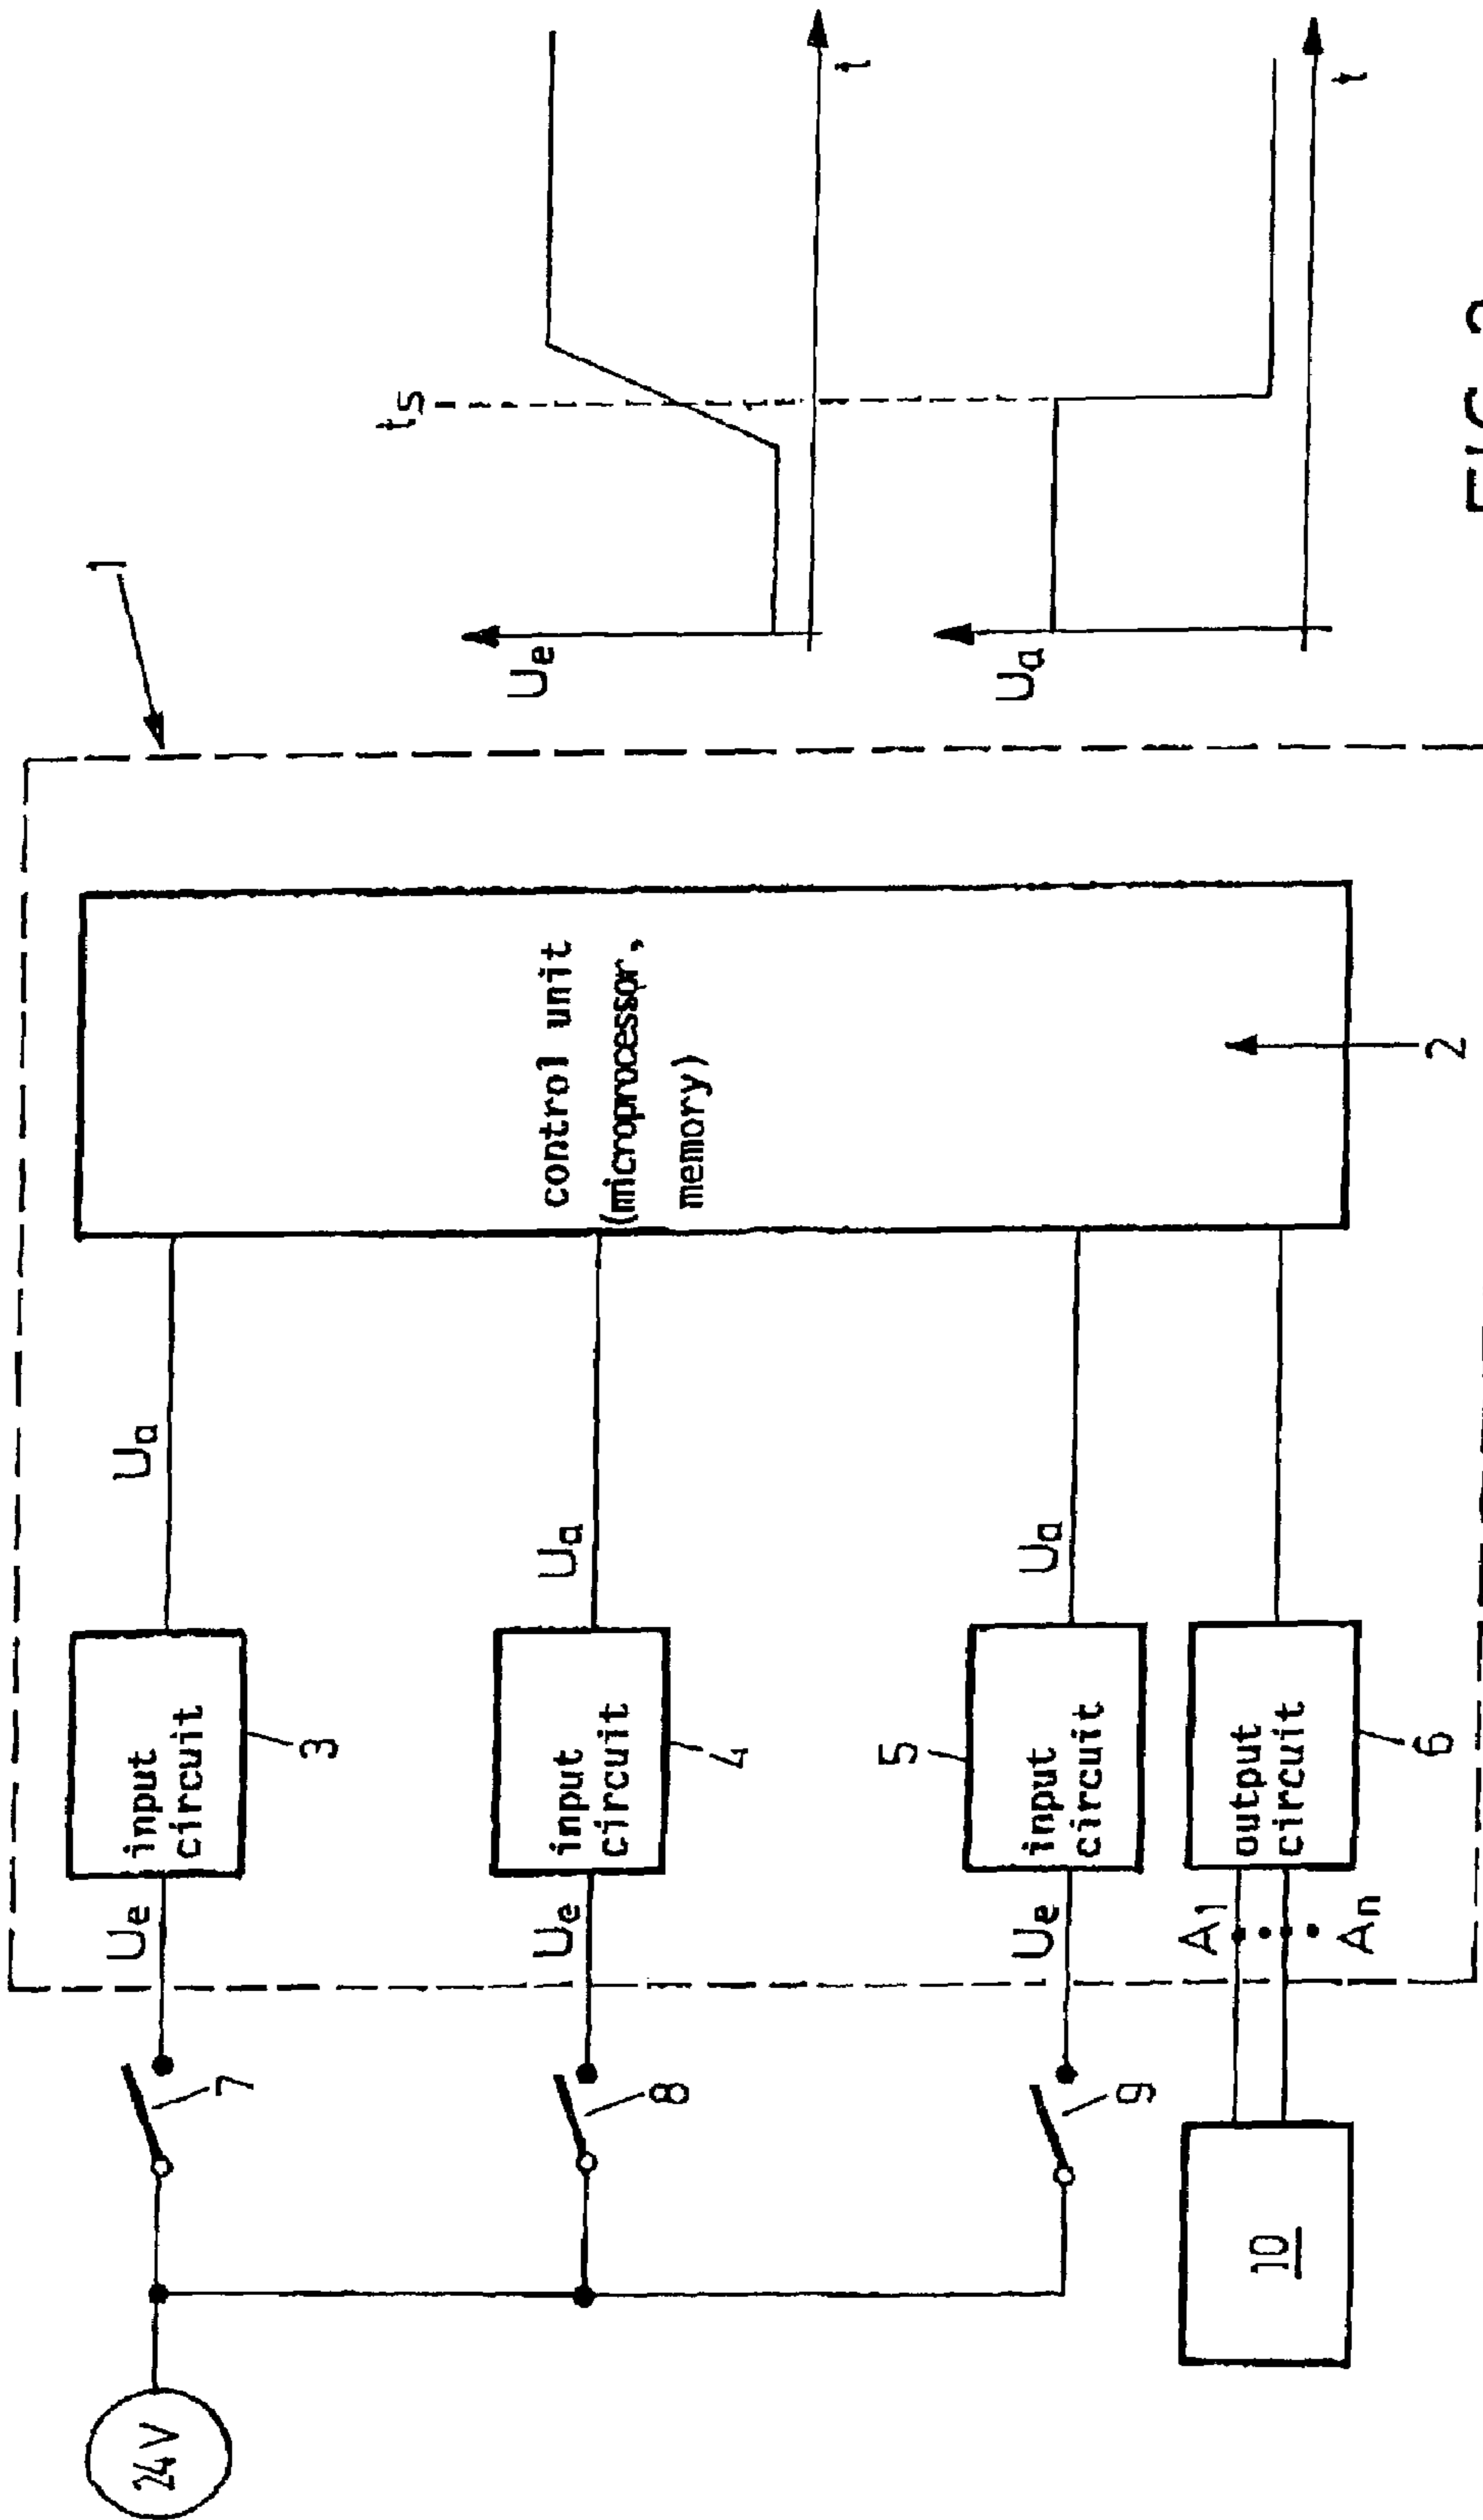 24V
7
8
9
10
Ue
Ue
Ue
A1
An
input
circuit
3
input
circuit
4
5
input
circuit
output
circuit
6
Ua
Ua
Ua
control unit
(microprocessor,
memory)
2
1
Ue
ts
t
Ua
t